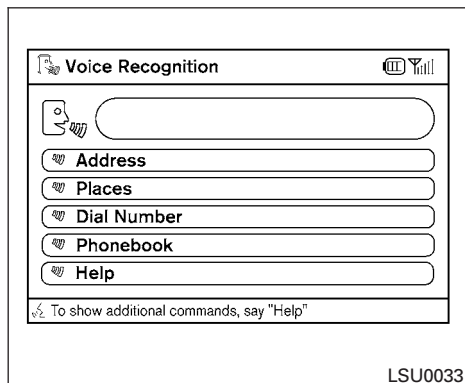 Voice Recognition
Address
Places
Dial Number
Phonebook
Help
To show additional commands, say "Help"
LSU0033